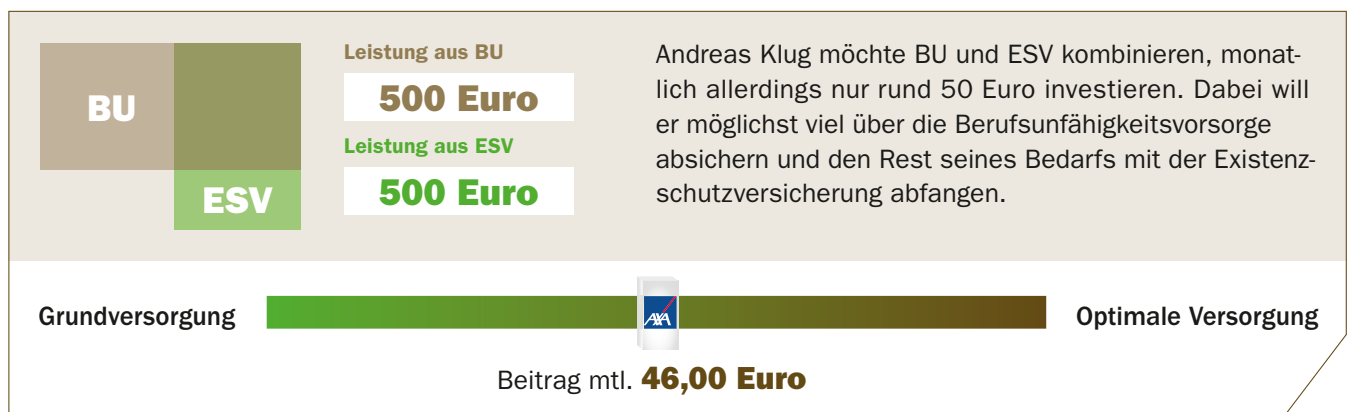 BU
ESV
Leistung aus BU
500 Euro
Leistung aus ESV
500 Euro
Andreas Klug möchte BU und ESV kombinieren, monat-
lich allerdings nur rund 50 Euro investieren. Dabei will
er möglichst viel über die Berufsunfähigkeitsvorsorge
absichern und den Rest seines Bedarfs mit der Existenz-
schutzversicherung abfangen.
Grundversorgung
AXA
Optimale Versorgung
Beitrag mtl. 46,00 Euro